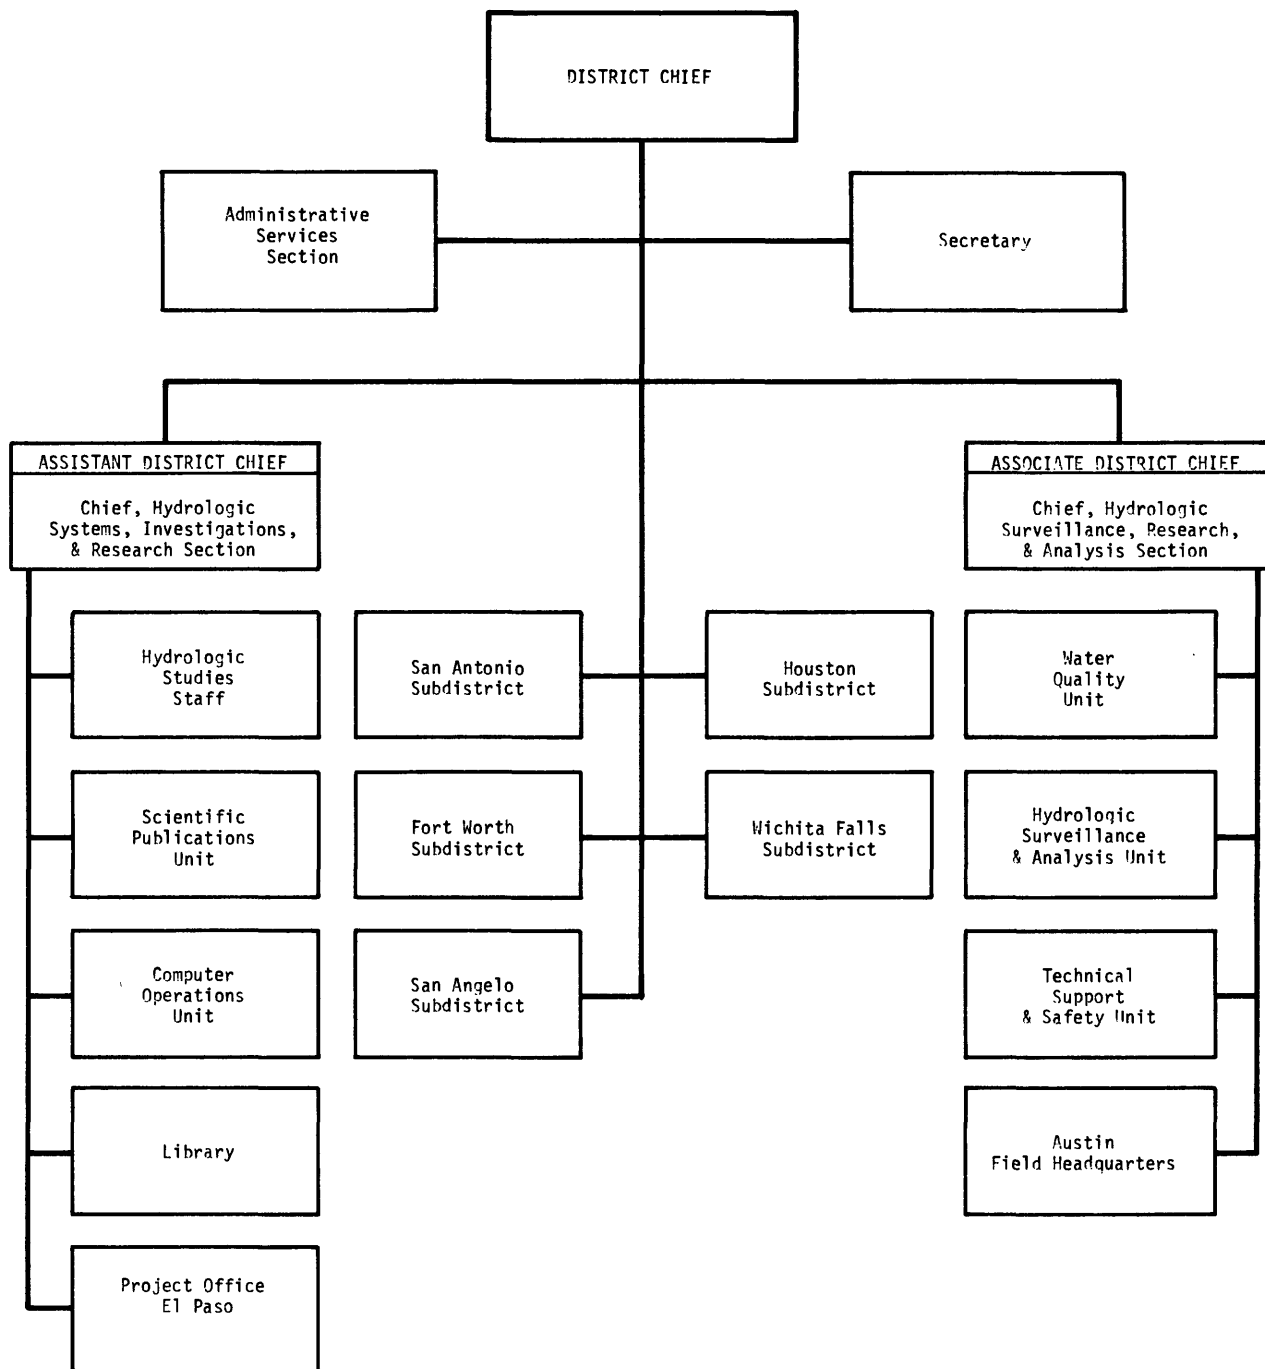 DISTRICT CHIEF
Administrative
Services
Section
Secretary
ASSISTANT DISTRICT CHIEF
Chief, Hydrologic
Systems, Investigations,
& Research Section
ASSOCIATE DISTRICT CHIEF
Chief, Hydrologic
Surveillance, Research,
& Analysis Section
Hydrologic
Studies
Staff
San Antonio
Subdistrict
Houston
Subdistrict
Water
Quality
Unit
Scientific
Publications
Unit
Fort Worth
Subdistrict
Wichita Falls
Subdistrict
Hydrologic
Surveillance
& Analysis Unit
Computer
Operations
Unit
San Angelo
Subdistrict
Technical
Support
& Safety Unit
Library
Austin
Field Headquarters
Project Office
El Paso